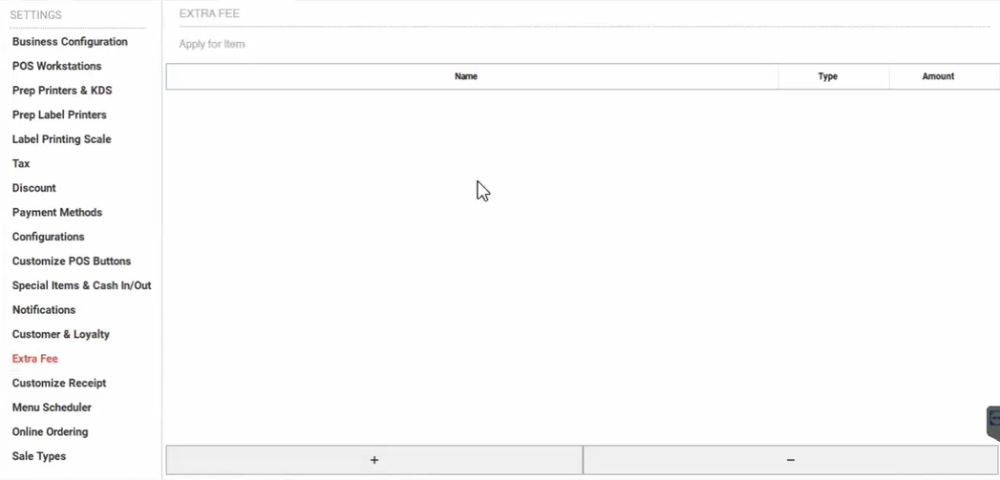 SETTINGS
Business Configuration
POS Workstations
Prep Printers & KDS
Prep Label Printers
Label Printing Scale
Tax
Discount
Payment Methods
Configurations
Customize POS Buttons
Special Items & Cash In/Out
Notifications
Customer & Loyalty
Extra Fee
Customize Receipt
Menu Scheduler
Online Ordering
Sale Types
EXTRA FEE
Apply for Item
Name Type Amount
+ −